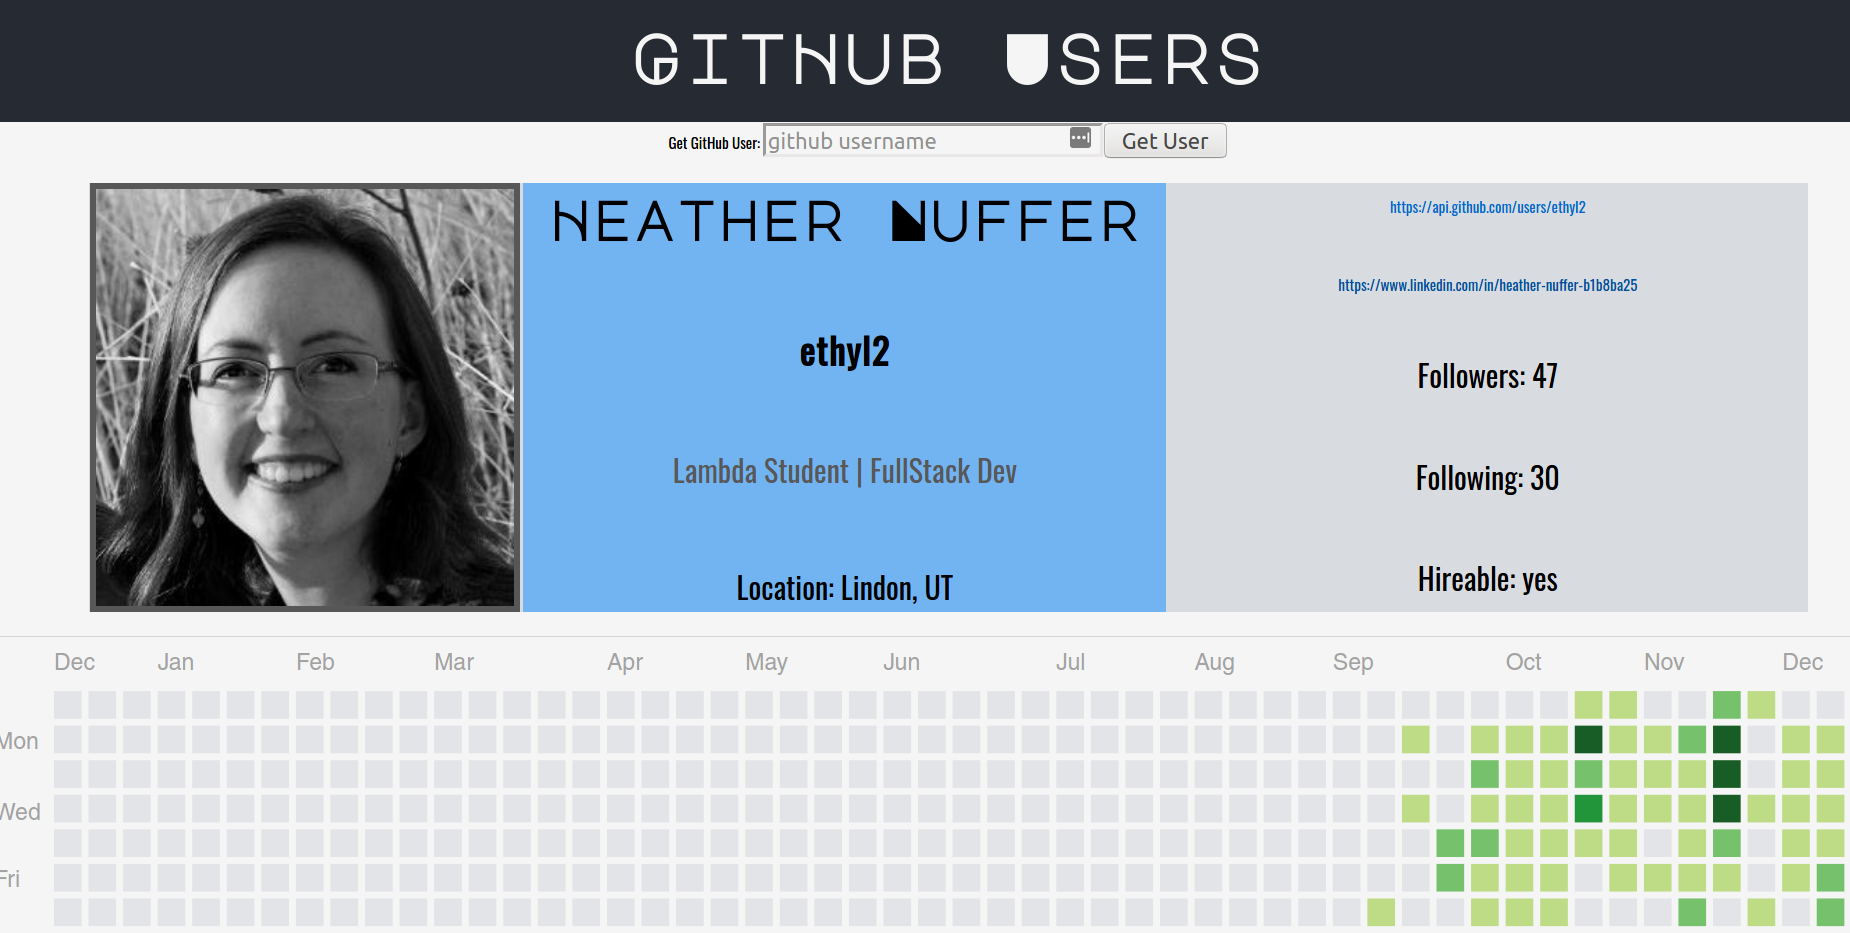 GITHUB USERS
Get GitHub User: github username Get User
HEATHER NUFFER
ethyl2
Lambda Student | FullStack Dev
Location: Lindon, UT
https://api.github.com/users/ethyl2
https://www.linkedin.com/in/heather-nuffer-b1b8ba25
Followers: 47
Following: 30
Hireable: yes
Dec Jan Feb Mar Apr May Jun Jul Aug Sep Oct Nov Dec
Mon
Wed
Fri